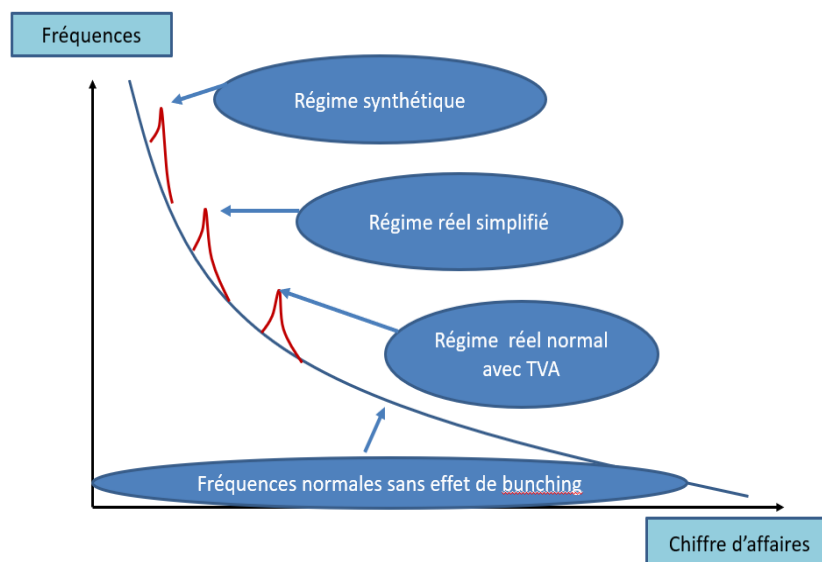 Fréquences
Régime synthétique
Régime réel simplifié
Régime réel normal
avec TVA
Fréquences normales sans effet de bunching
Chiffre d'affaires